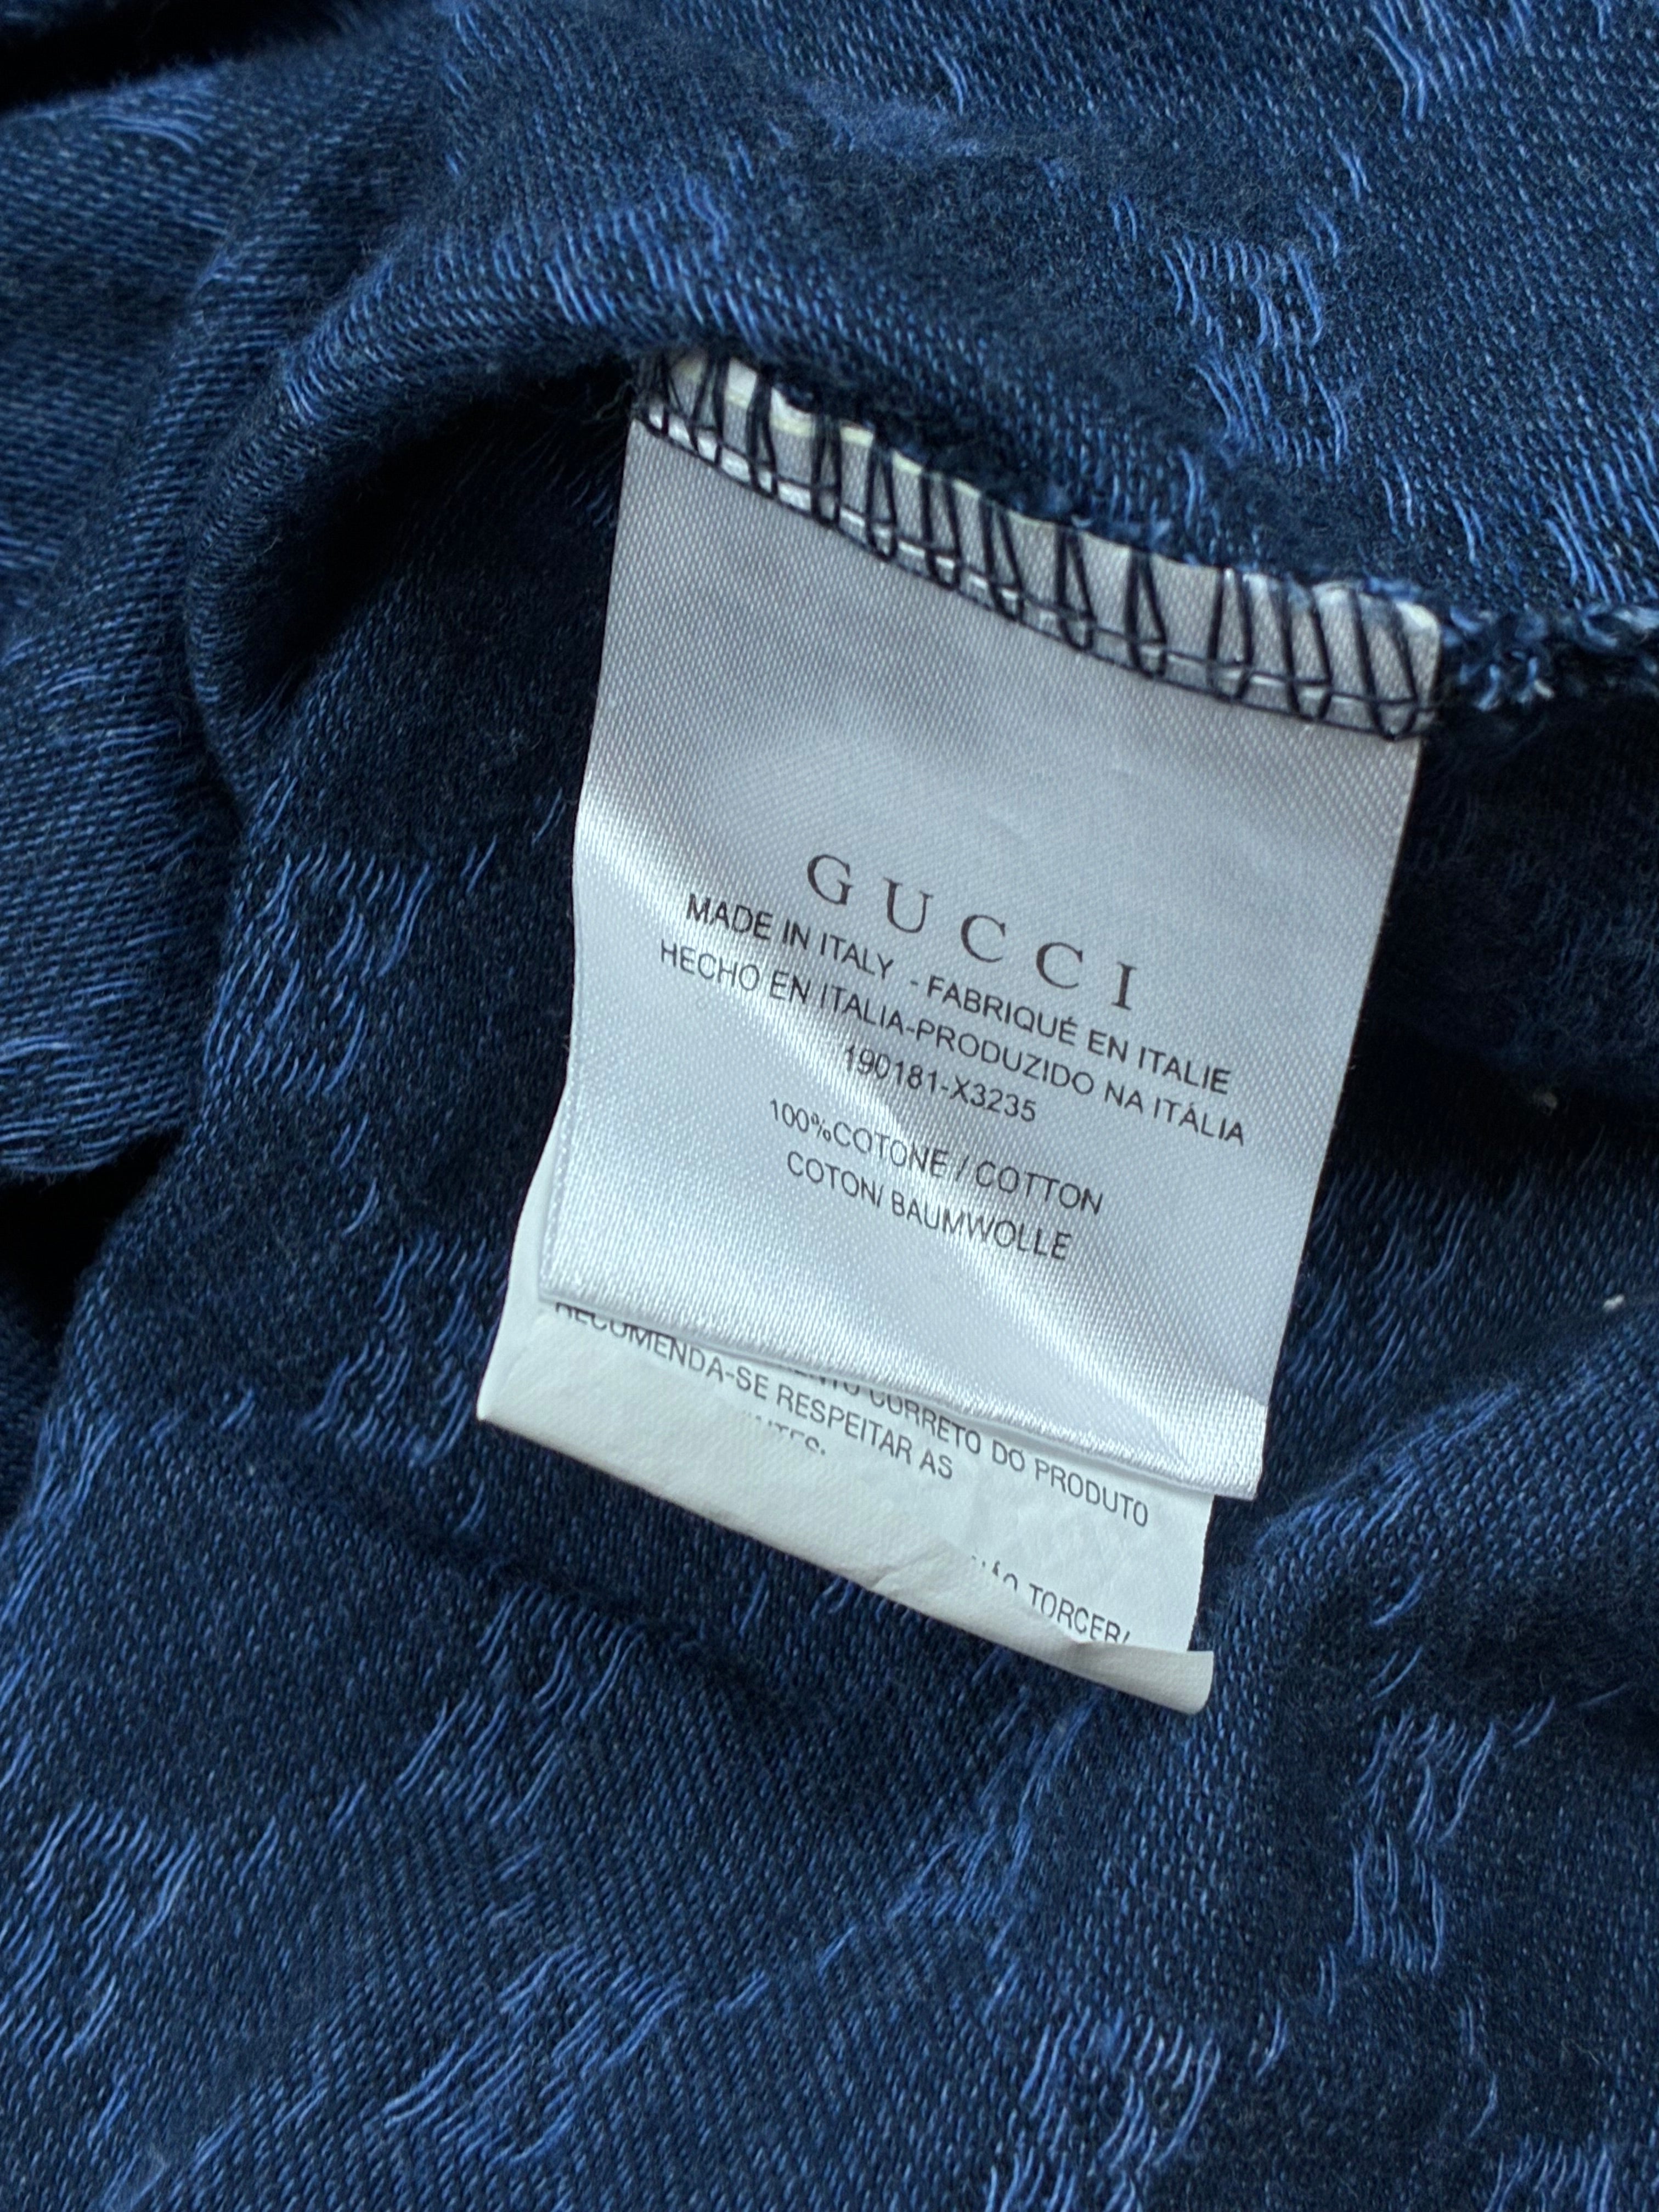 GUCCI
MADE IN ITALY - FABRIQUÉ EN ITALIE
HECHO EN ITALIA-PRODUZIDO NA ITÁLIA
190181-X3235
100%COTONE / COTTON
COTON/ BAUMWOLLE
CORRETO DO PRODUTO
RECOMENDA-SE RESPEITAR AS
TORCER/